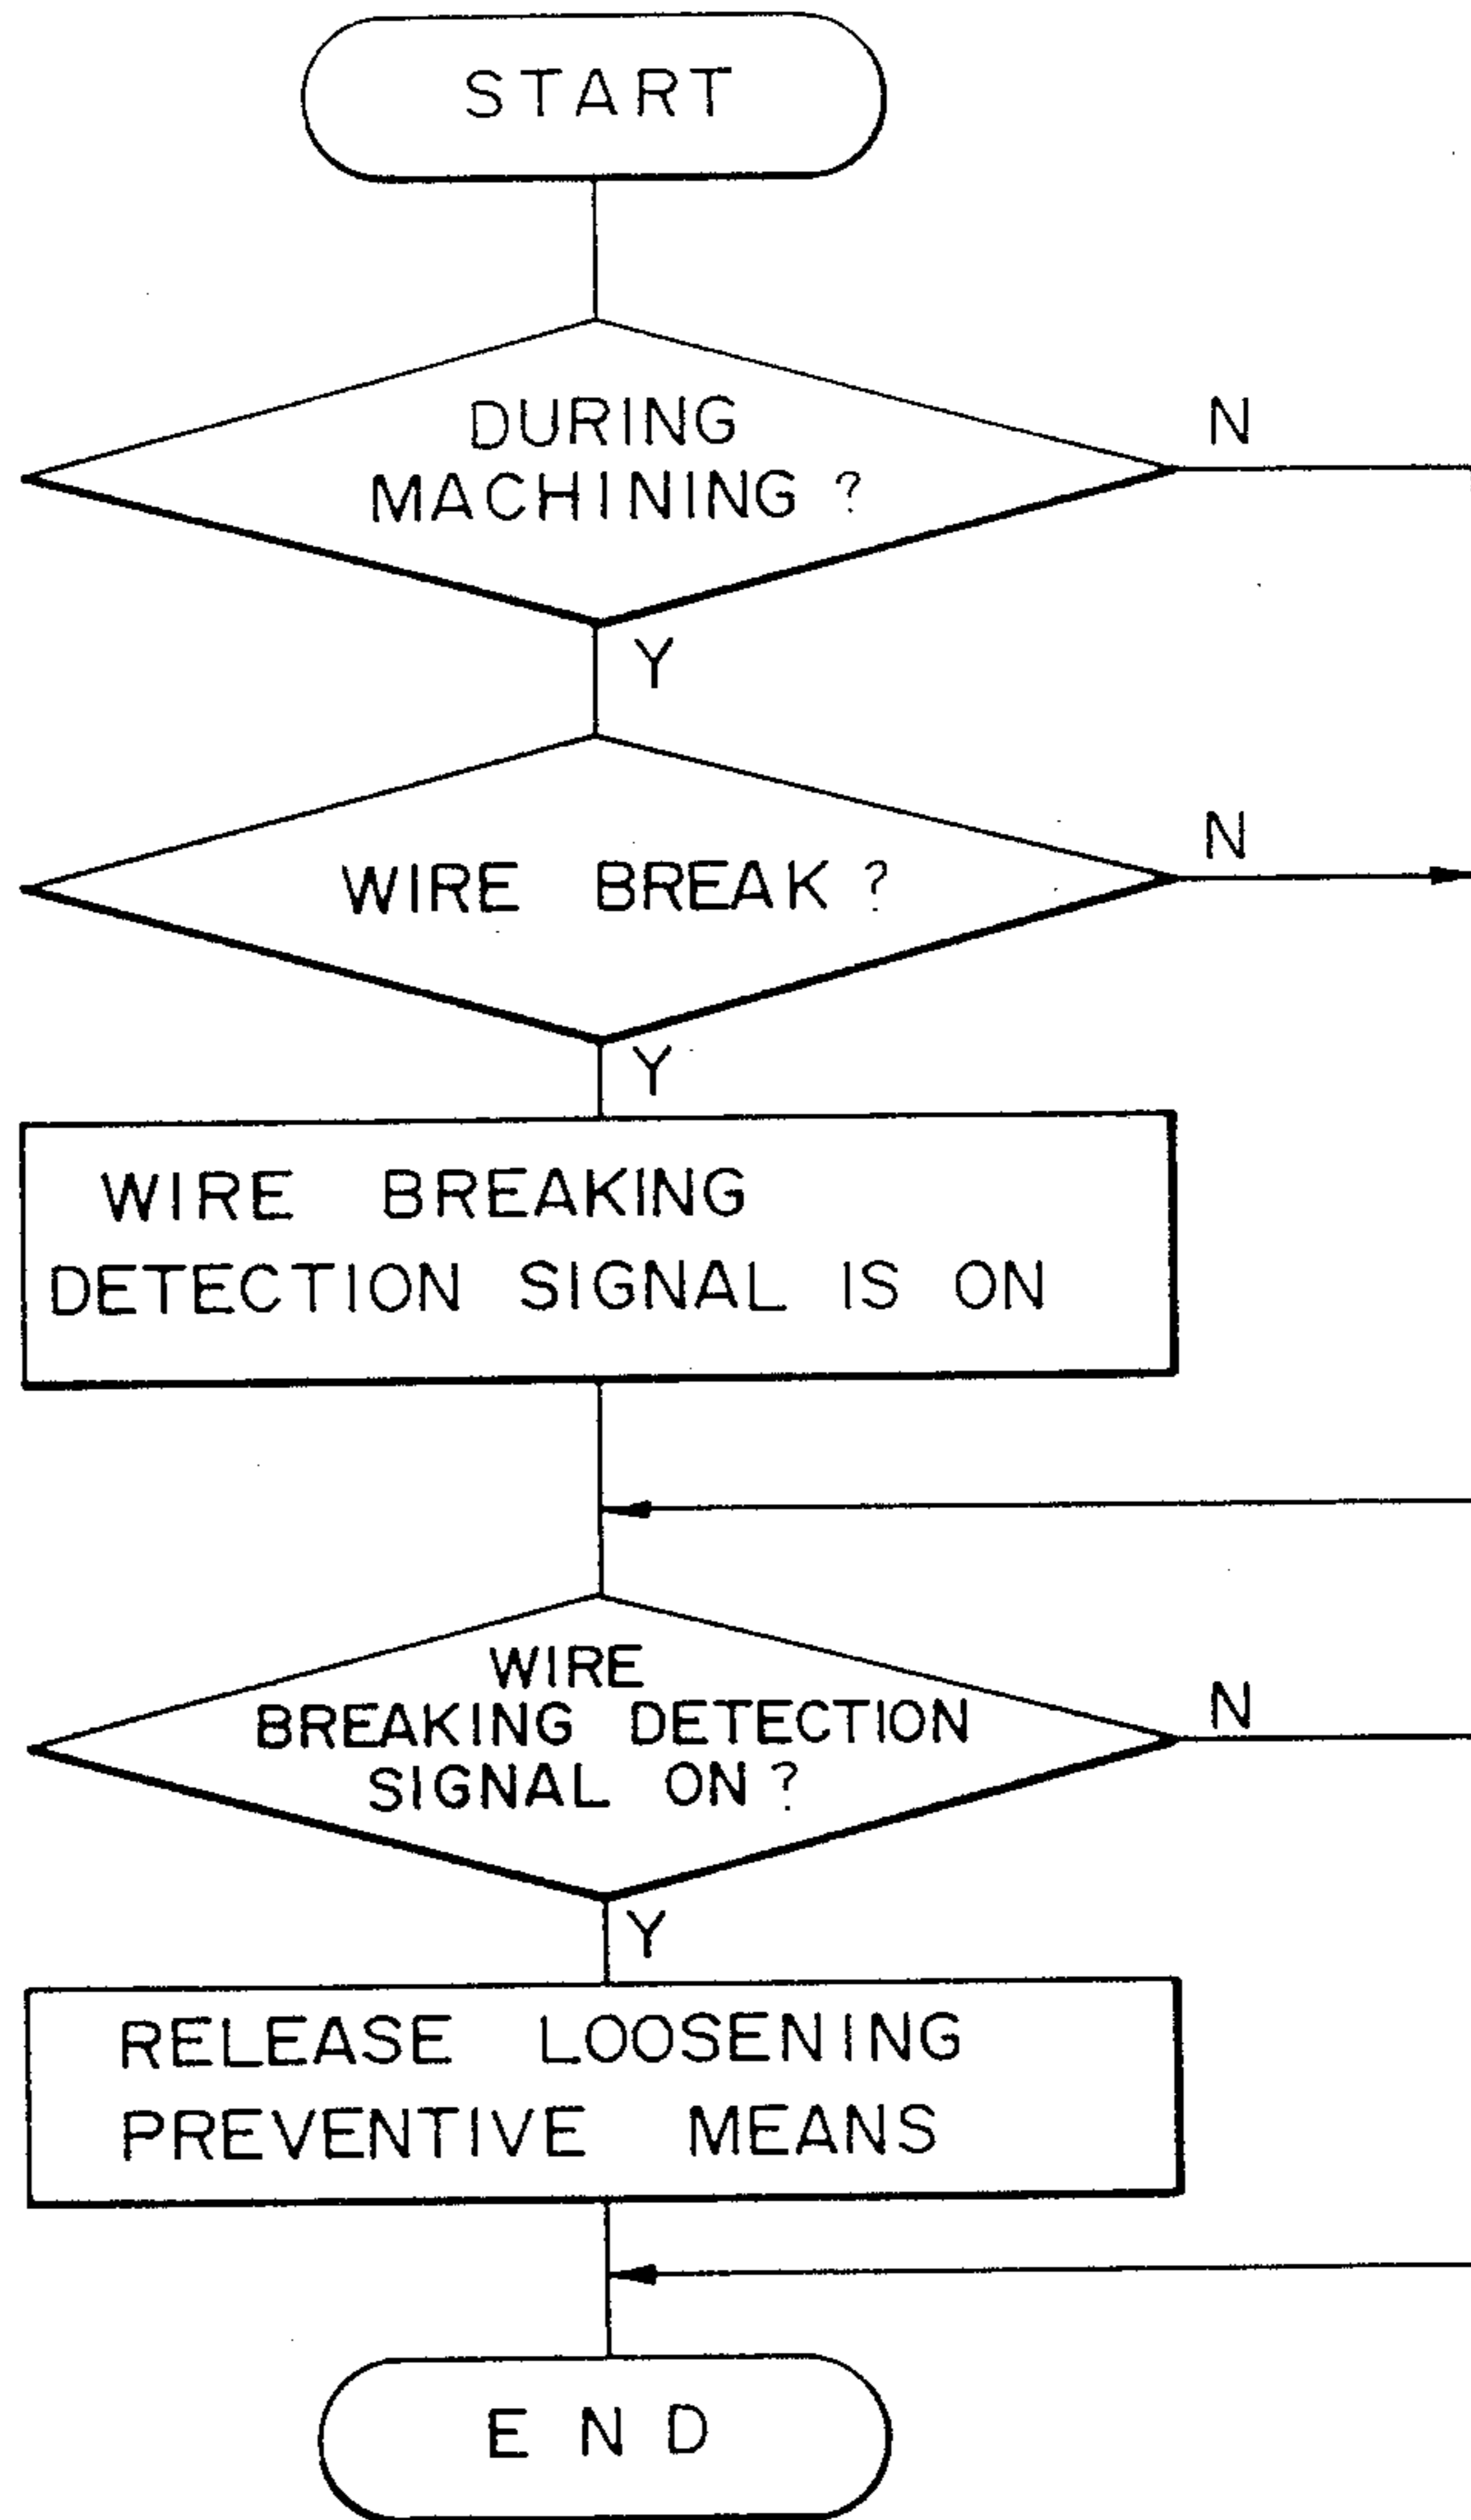 START
DURING
MACHINING ?
N
Y
WIRE BREAK ?
N
Y
WIRE BREAKING
DETECTION SIGNAL IS ON
WIRE
BREAKING DETECTION
SIGNAL ON ?
N
Y
RELEASE LOOSENING
PREVENTIVE MEANS
END